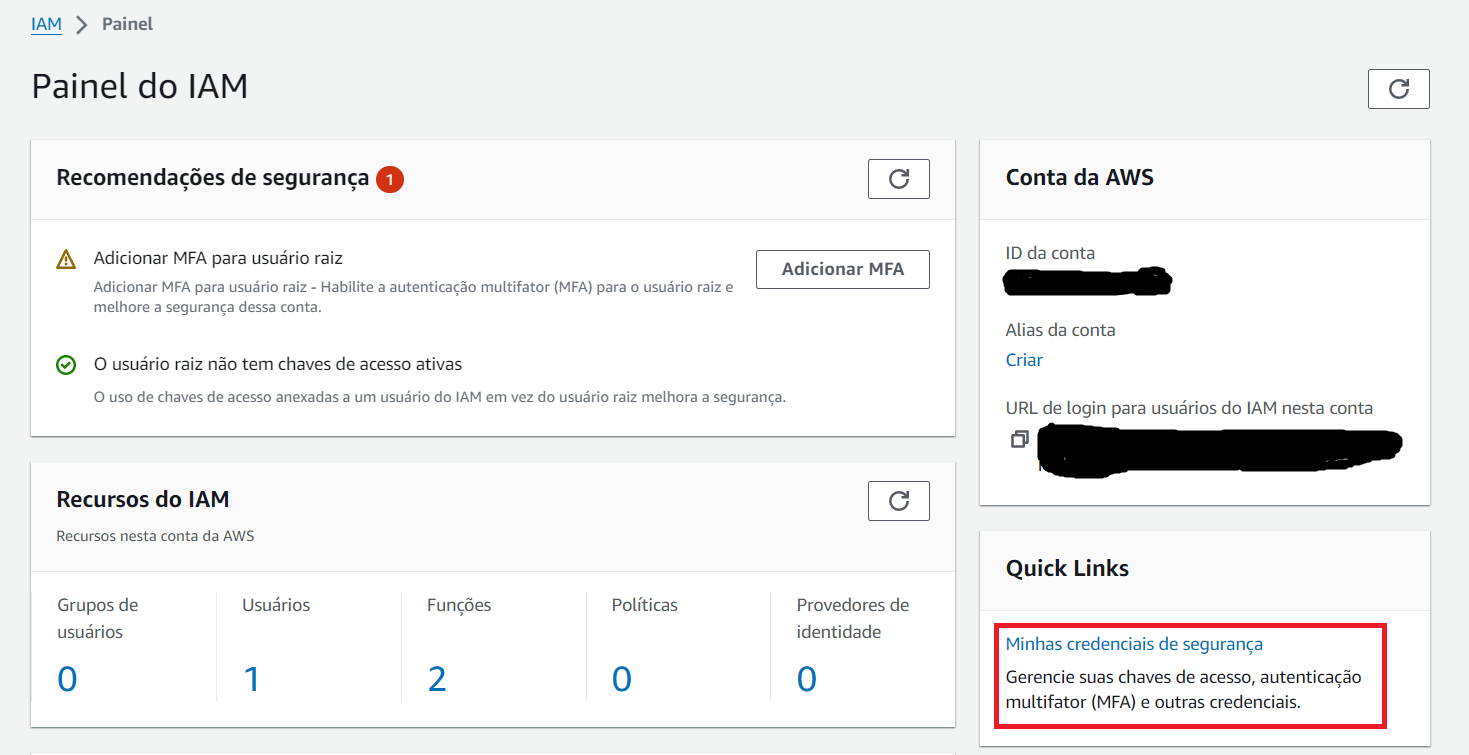 IAM > Painel
Painel do IAM
Recomendações de segurança 1
Adicionar MFA para usuário raiz
Adicionar MFA para usuário raiz - Habilite a autenticação multifator (MFA) para o usuário raiz e
melhore a segurança dessa conta.
Adicionar MFA
O usuário raiz não tem chaves de acesso ativas
O uso de chaves de acesso anexadas a um usuário do IAM em vez do usuário raiz melhora a segurança.
Recursos do IAM
Recursos nesta conta da AWS
Grupos de
usuários
0
Usuários
1
Funções
2
Políticas
0
Provedores de
identidade
0
Conta da AWS
ID da conta
Alias da conta
Criar
URL de login para usuários do IAM nesta conta
Quick Links
Minhas credenciais de segurança
Gerencie suas chaves de acesso, autenticação
multifator (MFA) e outras credenciais.